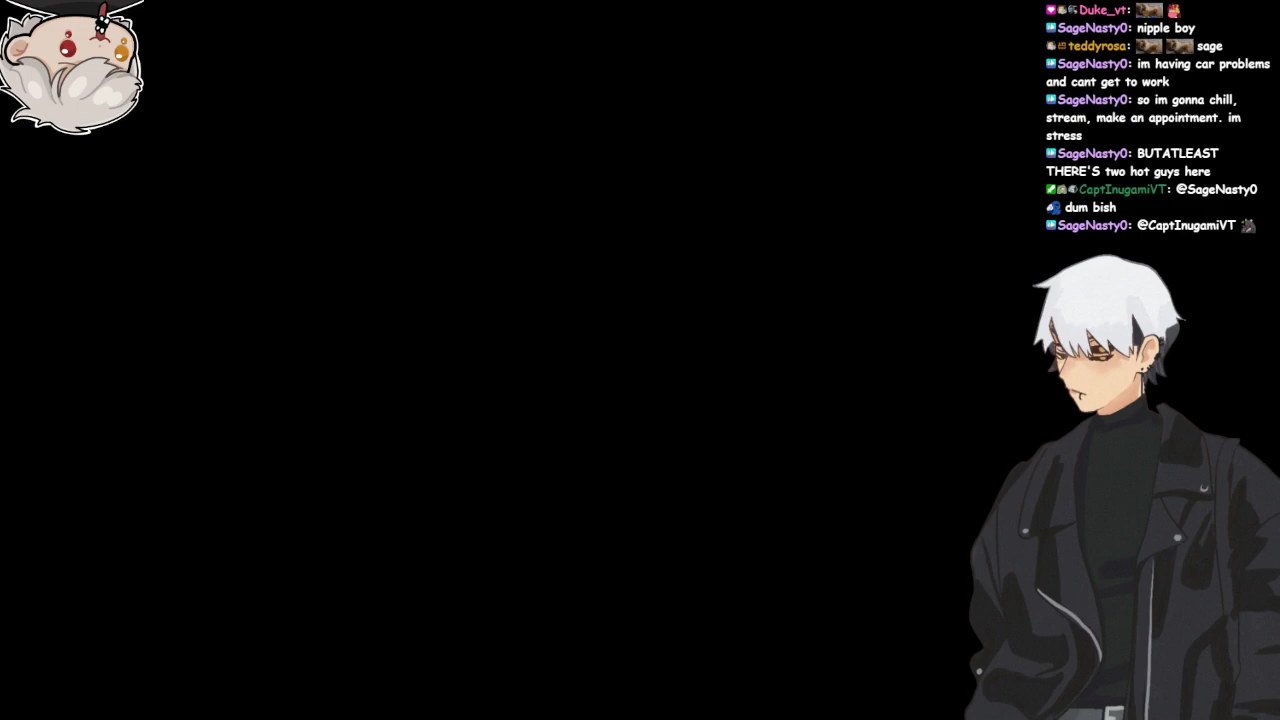 Duke_vt:
SageNasty0: nipple boy
teddyrosa: sage
SageNasty0: im having car problems
and cant get to work
SageNasty0: so im gonna chill,
stream, make an appointment. im
stress
SageNasty0: BUTATLEAST
THERE'S two hot guys here
CaptInugamiVT: @SageNasty0
dum bish
SageNasty0: @CaptInugamiVT